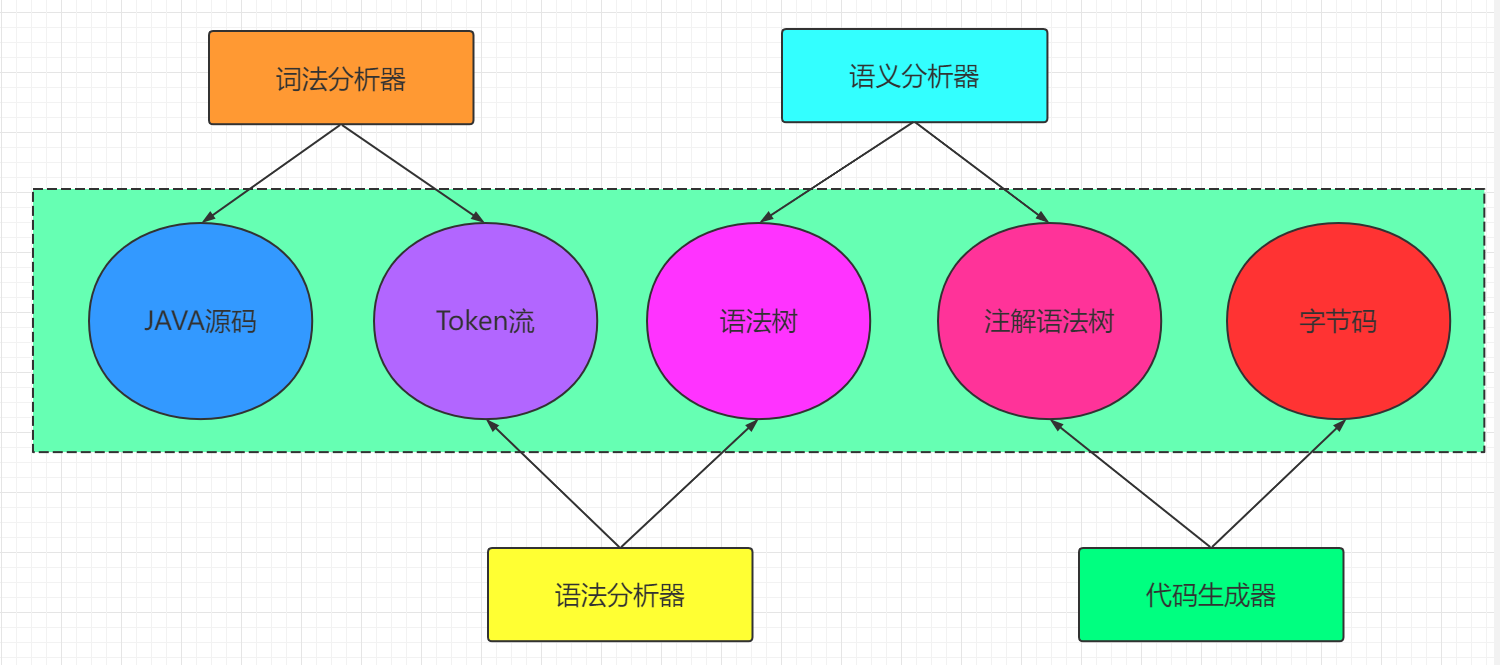 词法分析器
语义分析器
JAVA源码
Token流
语法树
注解语法树
字节码
语法分析器
代码生成器